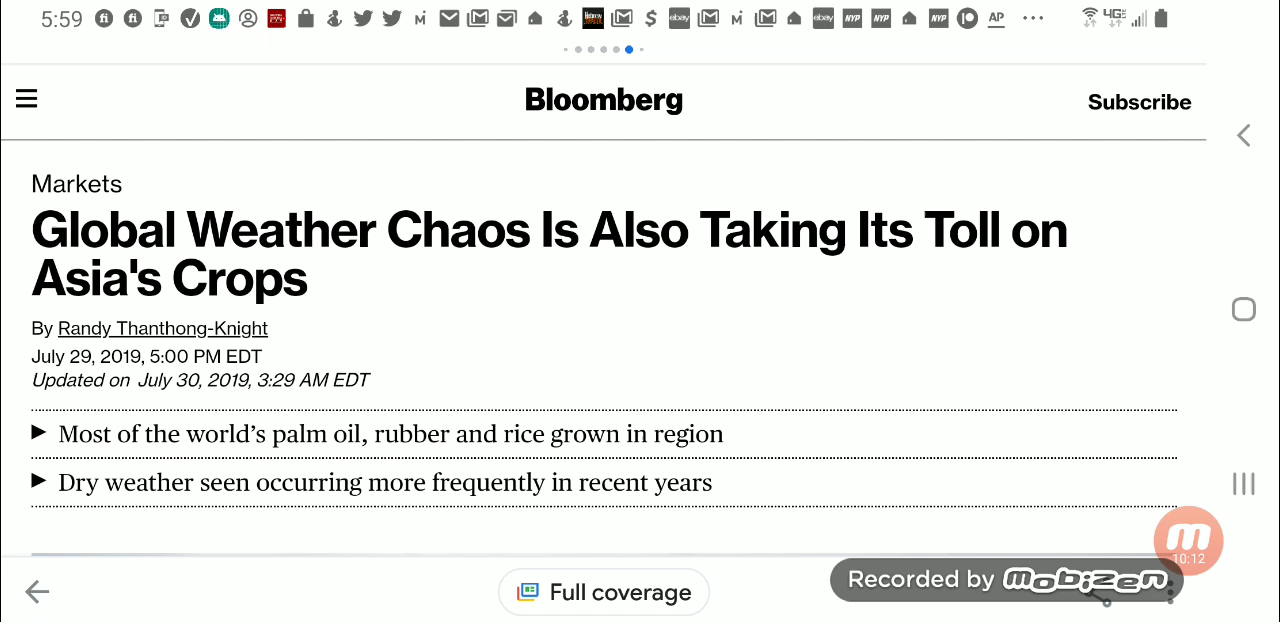 5:59
4G
Bloomberg
Subscribe
Markets
Global Weather Chaos Is Also Taking Its Toll on
Asia's Crops
By Randy Thanthong-Knight
July 29, 2019, 5:00 PM EDT
Updated on July 30, 2019, 3:29 AM EDT
Most of the world's palm oil, rubber and rice grown in region
Dry weather seen occurring more frequently in recent years
10:12
Full coverage
Recorded by mobizen